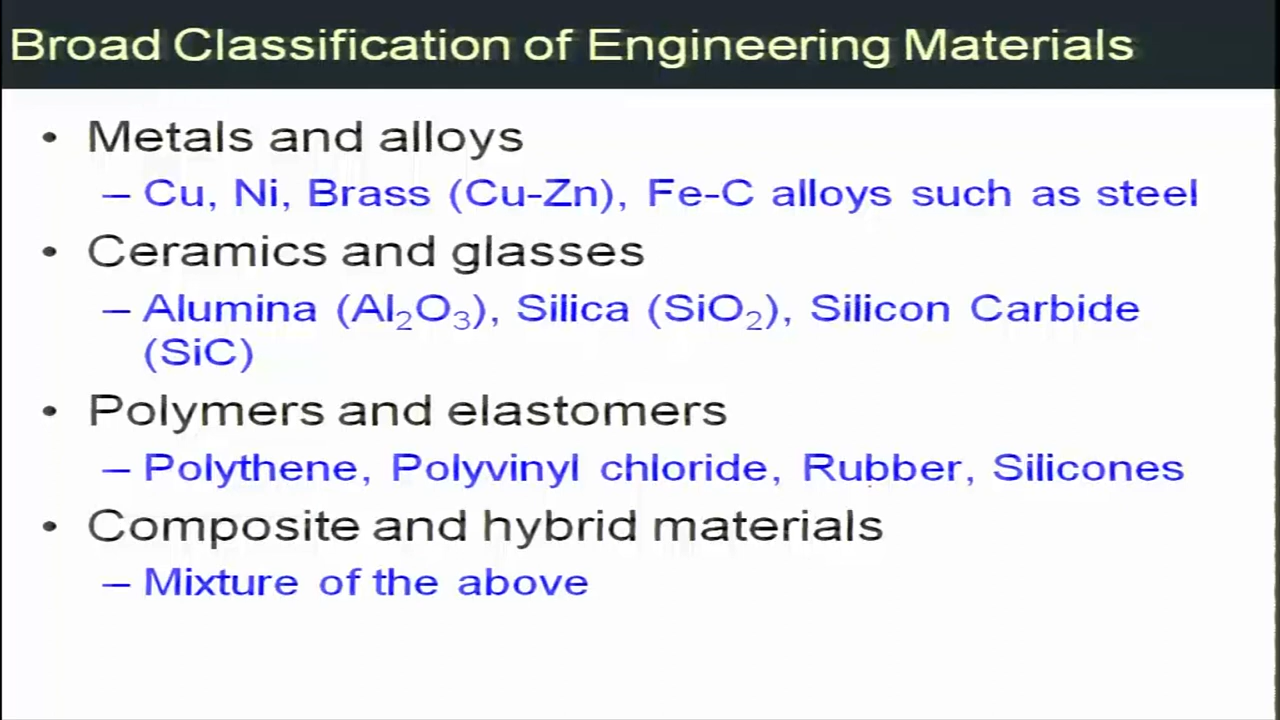 Broad Classification of Engineering Materials
• Metals and alloys
– Cu, Ni, Brass (Cu-Zn), Fe-C alloys such as steel
• Ceramics and glasses
– Alumina (Al₂O₃), Silica (SiO₂), Silicon Carbide
(SiC)
• Polymers and elastomers
– Polythene, Polyvinyl chloride, Rubber, Silicones
• Composite and hybrid materials
– Mixture of the above